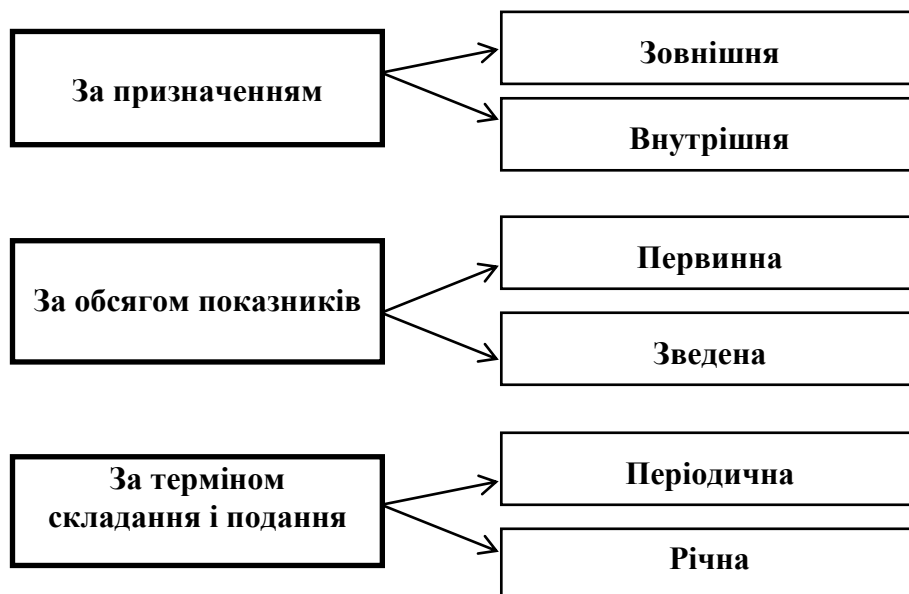 За призначенням
Зовнішня
Внутрішня
За обсягом показників
Первинна
Зведена
За терміном
складання і подання
Періодична
Річна